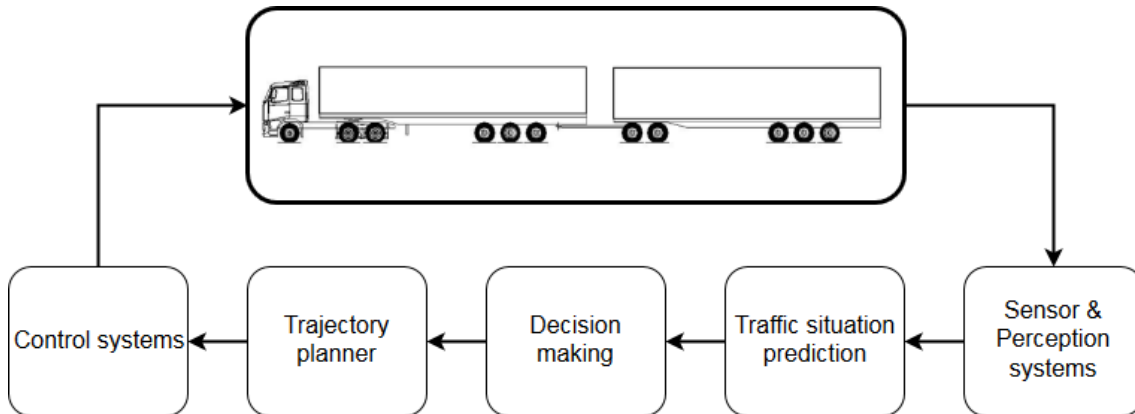 Control systems
Trajectory
planner
Decision
making
Traffic situation
prediction
Sensor &
Perception
systems